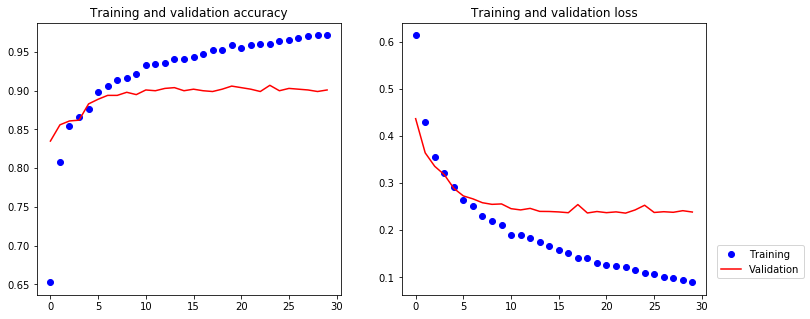 Training and validation accuracy
0.95
0.90
0.85
0.80
0.75
0.70
0.65
0 5 10 15 20 25 30
Training and validation loss
0.6
0.5
0.4
0.3
0.2
0.1
0 5 10 15 20 25 30
Training
Validation